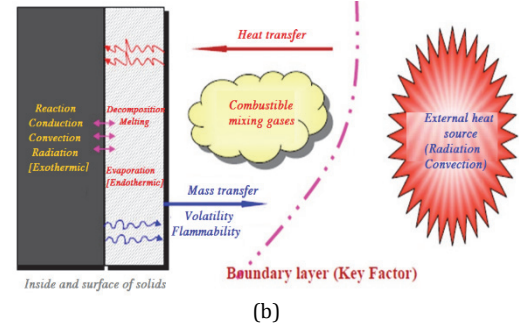 Heat transfer
Reaction
Conduction
Convection
Radiation
[Exothermic]
Decomposition
Melting
Evaporation
[Endothermic]
Combustible
mixing gases
External heat
source
(Radiation
Convection)
Mass transfer
Volatility
Flammability
Boundary layer (Key Factor)
Inside and surface of solids
(b)